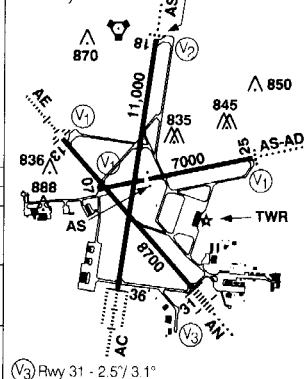 AS
18
V2
870
850
AE
V1
11,000
835
845
13
836
V1
7000
25
AS-AD
888
07
V1
AS
TWR
8700
36
31
AN
V3
AC
V3 Rwy 31 - 2.5°/ 3.1°